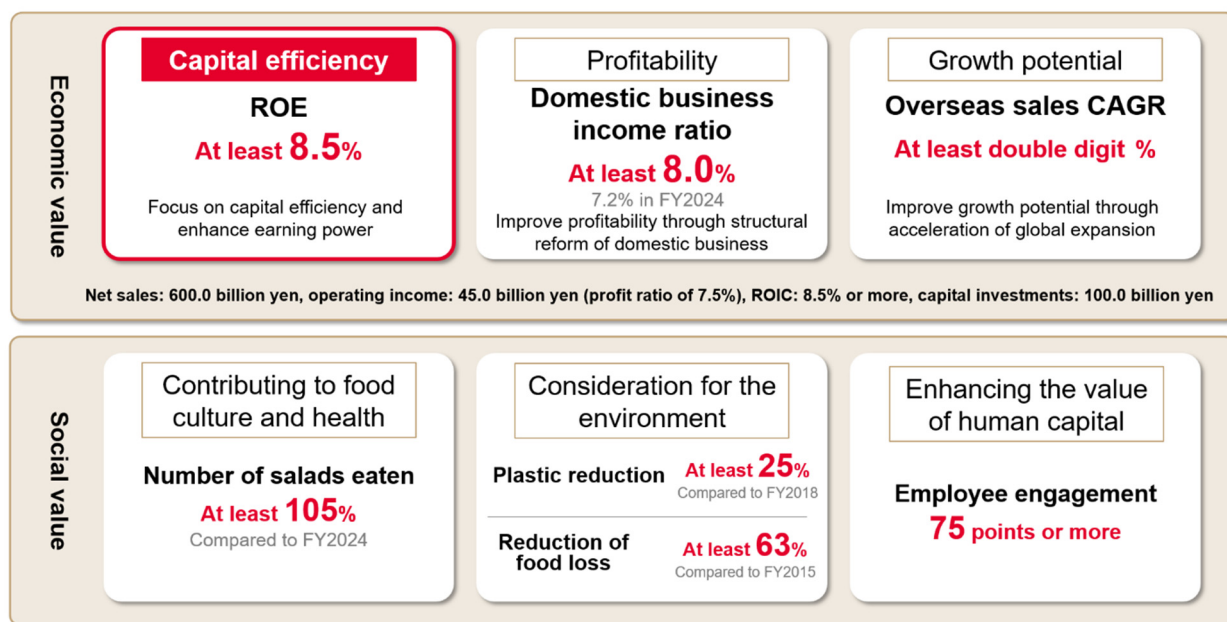 Economic value
Capital efficiency
ROE
At least 8.5%
Focus on capital efficiency and
enhance earning power
Profitability
Domestic business
income ratio
At least 8.0%
7.2% in FY2024
Improve profitability through structural
reform of domestic business
Growth potential
Overseas sales CAGR
At least double digit %
Improve growth potential through
acceleration of global expansion
Net sales: 600.0 billion yen, operating income: 45.0 billion yen (profit ratio of 7.5%), ROIC: 8.5% or more, capital investments: 100.0 billion yen
Social value
Contributing to food
culture and health
Number of salads eaten
At least 105%
Compared to FY2024
Consideration for the
environment
Plastic reduction
At least 25%
Compared to FY2018
Reduction of
food loss
At least 63%
Compared to FY2015
Enhancing the value
of human capital
Employee engagement
75 points or more